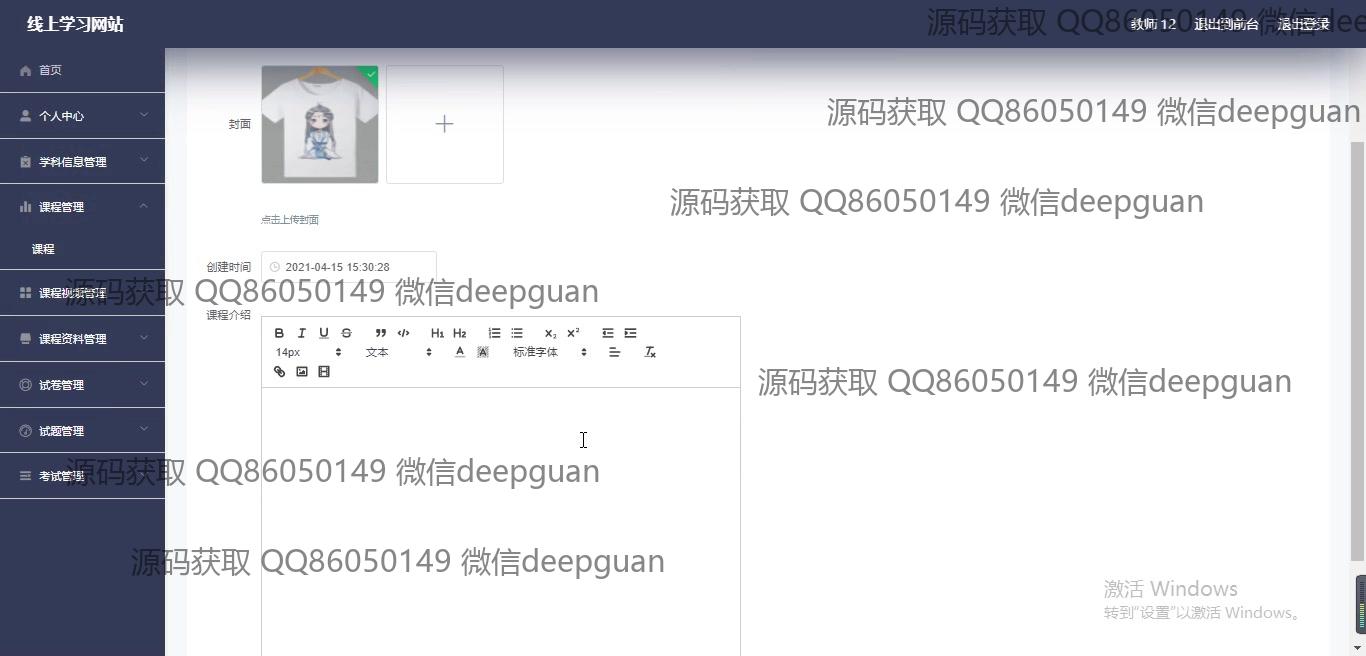 线上学习网站
教师 12 退出到前台 退出登录
源码获取 QQ86050149 微信dee
首页
个人中心
学科信息管理
课程管理
课程
课程视频管理
课程资料管理
试卷管理
试题管理
考试管理
封面
源码获取 QQ86050149 微信deepguan
源码获取 QQ86050149 微信deepguan
点击上传封面
创建时间 2021-04-15 15:30:28
源码获取 QQ86050149 微信deepguan
课程介绍
B I U S ” </> H1 H2 X2 X2
14px 文本 A A 标准字体 Tx
源码获取 QQ86050149 微信deepguan
源码获取 QQ86050149 微信deepguan
源码获取 QQ86050149 微信deepguan
激活 Windows
转到“设置”以激活 Windows。